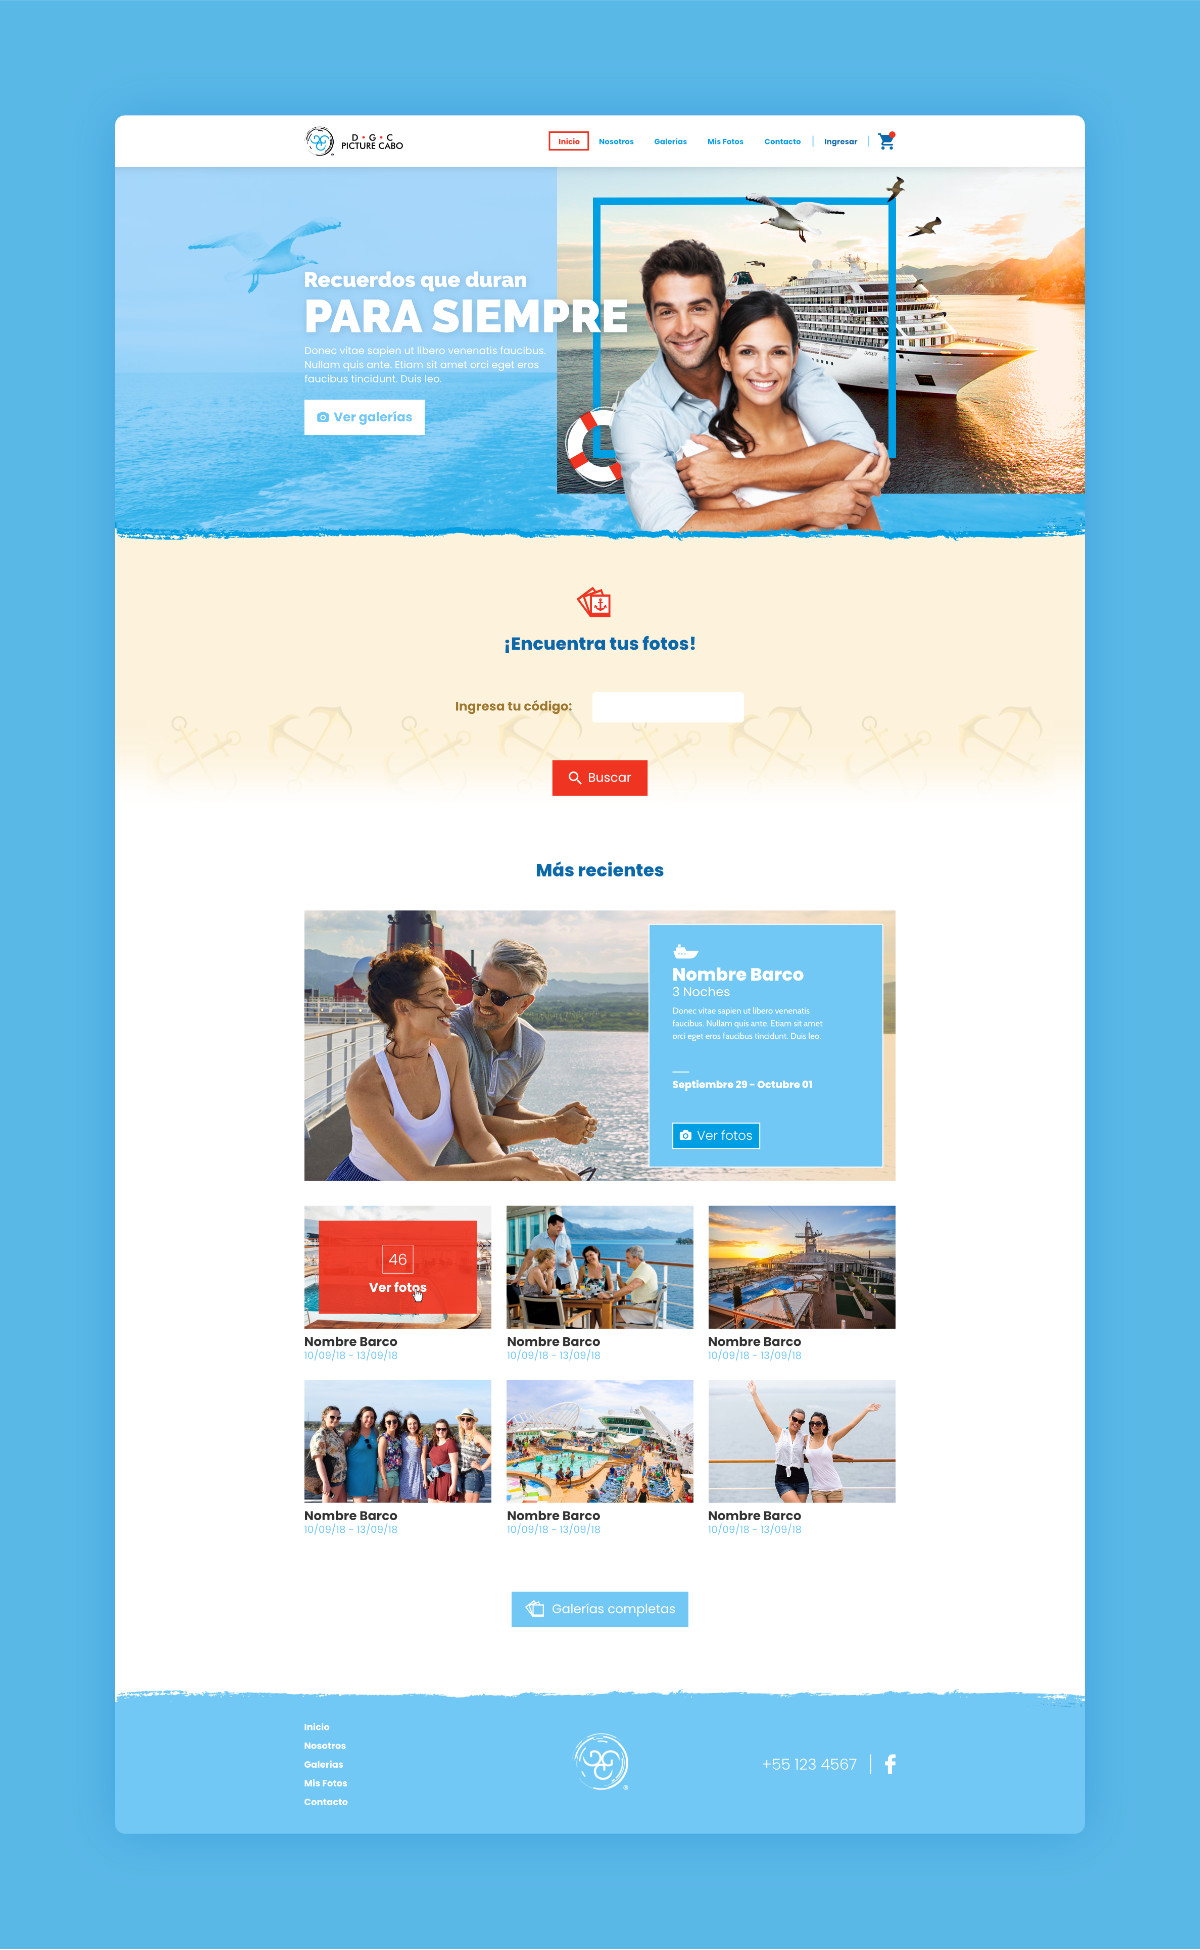 D • G • C
PICTURE CABO
Inicio
Nosotros
Galerías
Mis Fotos
Contacto
Ingresar
Recuerdos que duran
PARA SIEMPRE
Donec vitae sapien ut libero venenatis faucibus.
Nullam quis ante. Etiam sit amet orci eget eros
faucibus tincidunt. Duis leo.
Ver galerías
¡Encuentra tus fotos!
Ingresa tu código:
Buscar
Más recientes
Nombre Barco
3 Noches
Donec vitae sapien ut libero venenatis
faucibus. Nullam quis ante. Etiam sit amet
orci eget eros faucibus tincidunt. Duis leo.
Septiembre 29 - Octubre 01
Ver fotos
46
Ver fotos
Nombre Barco
10/09/18 - 13/09/18
Nombre Barco
10/09/18 - 13/09/18
Nombre Barco
10/09/18 - 13/09/18
Nombre Barco
10/09/18 - 13/09/18
Nombre Barco
10/09/18 - 13/09/18
Nombre Barco
10/09/18 - 13/09/18
Galerías completas
Inicio
Nosotros
Galerías
Mis Fotos
Contacto
+55 123 4567